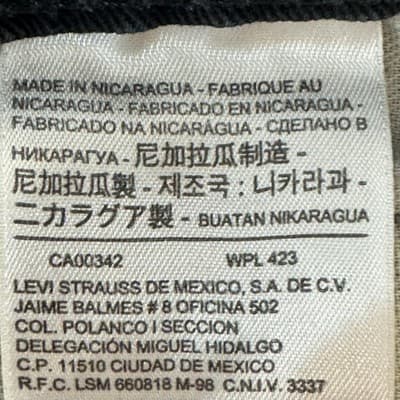 MADE IN NICARAGUA - FABRIQUE AU
NICARAGUA - FABRICADO EN NICARAGUA -
FABRICADO NA NICARÁGUA - СДЕЛАНО В
НИКАРАГУА - 尼加拉瓜制造 -
尼加拉瓜製 - 제조국 : 니카라과 -
ニカラグア製 - BUATAN NIKARAGUA
CA00342 WPL 423
LEVI STRAUSS DE MEXICO, S.A. DE C.V.
JAIME BALMES # 8 OFICINA 502
COL. POLANCO I SECCION
DELEGACIÓN MIGUEL HIDALGO
C.P. 11510 CIUDAD DE MEXICO
R.F.C. LSM 660818 M-98 C.N.I.V. 3337